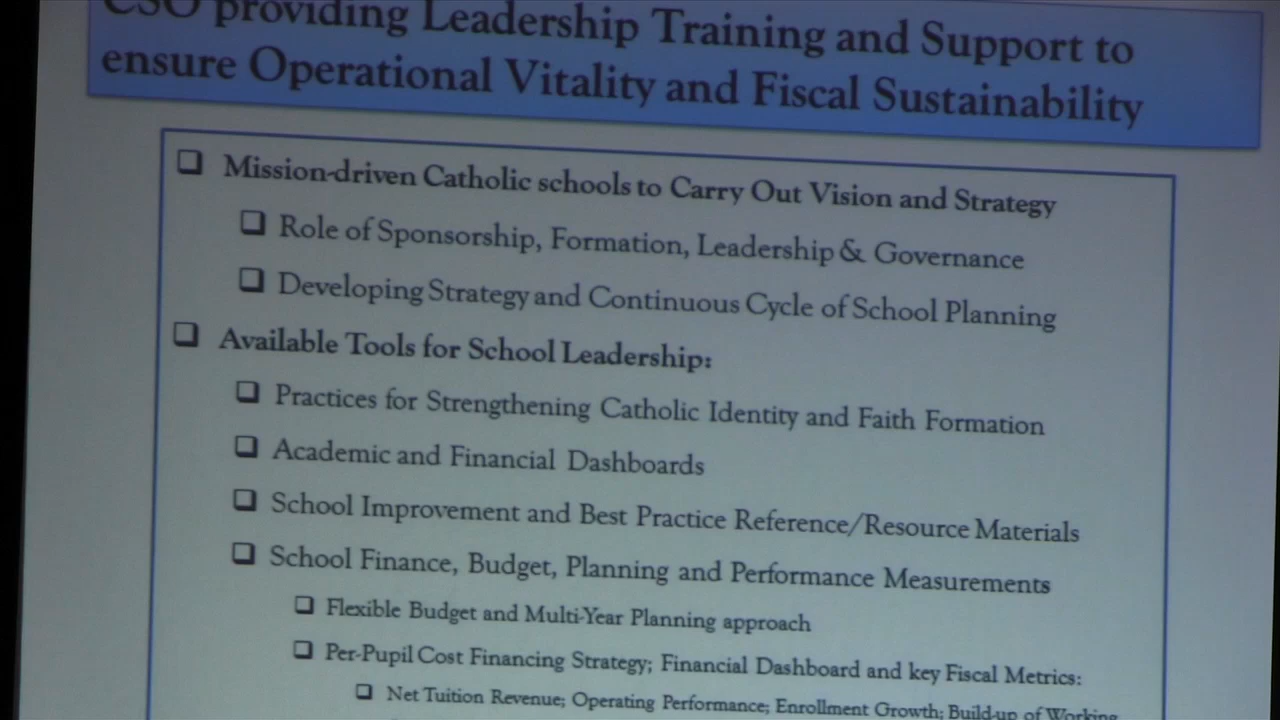 CSO providing Leadership Training and Support to
ensure Operational Vitality and Fiscal Sustainability
❑ Mission-driven Catholic schools to Carry Out Vision and Strategy
❑ Role of Sponsorship, Formation, Leadership & Governance
❑ Developing Strategy and Continuous Cycle of School Planning
❑ Available Tools for School Leadership:
❑ Practices for Strengthening Catholic Identity and Faith Formation
❑ Academic and Financial Dashboards
❑ School Improvement and Best Practice Reference/Resource Materials
❑ School Finance, Budget, Planning and Performance Measurements
❑ Flexible Budget and Multi-Year Planning approach
❑ Per-Pupil Cost Financing Strategy; Financial Dashboard and key Fiscal Metrics:
❑ Net Tuition Revenue; Operating Performance; Enrollment Growth; Build-up of Working